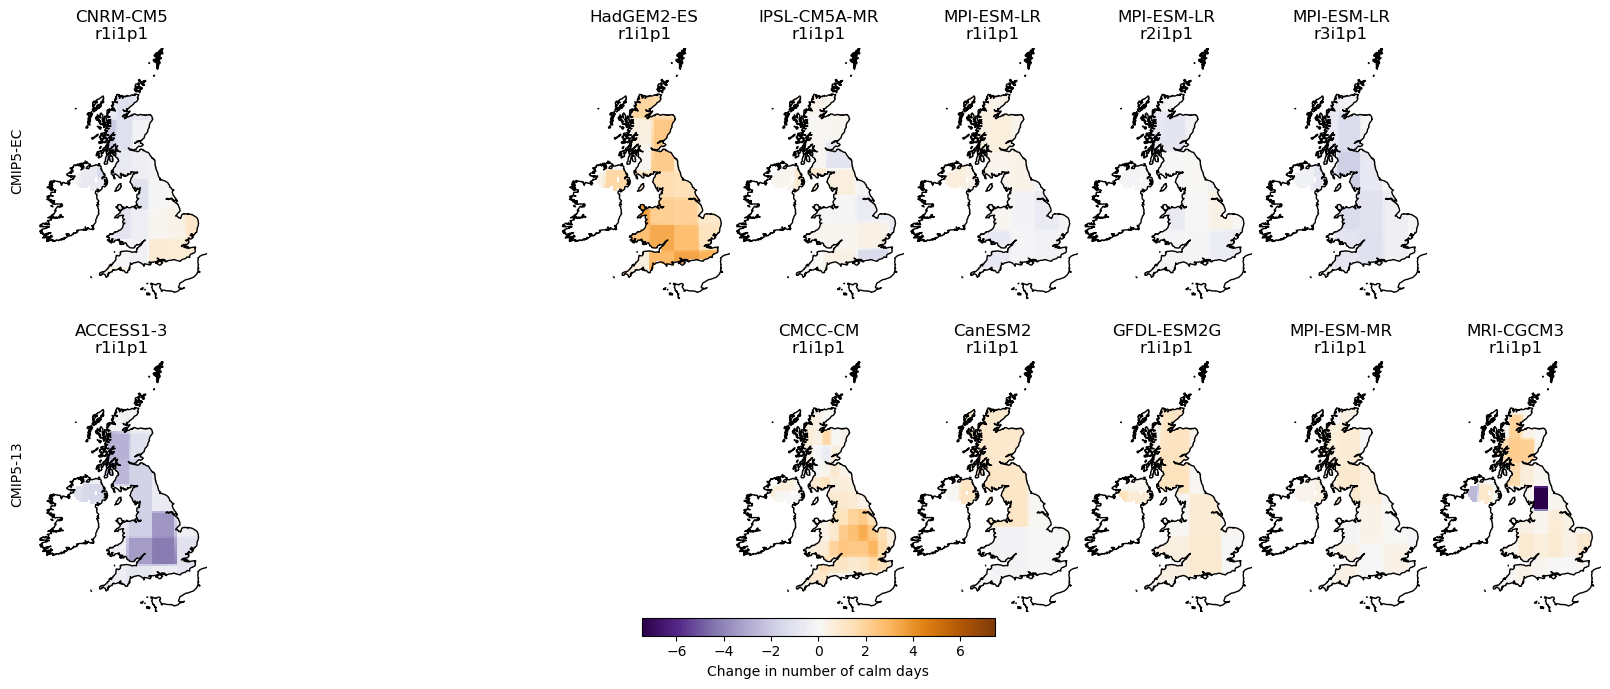 CNRM-CM5
r1i1p1
HadGEM2-ES
r1i1p1
IPSL-CM5A-MR
r1i1p1
MPI-ESM-LR
r1i1p1
MPI-ESM-LR
r2i1p1
MPI-ESM-LR
r3i1p1
CMIP5-EC
ACCESS1-3
r1i1p1
CMCC-CM
r1i1p1
CanESM2
r1i1p1
GFDL-ESM2G
r1i1p1
MPI-ESM-MR
r1i1p1
MRI-CGCM3
r1i1p1
CMIP5-13
−6 −4 −2 0 2 4 6
Change in number of calm days